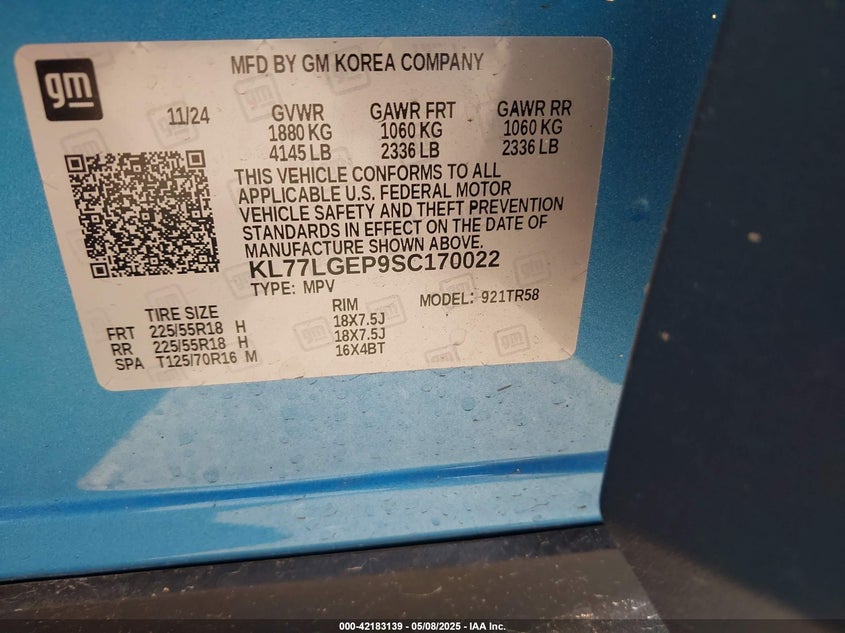 gm
MFD BY GM KOREA COMPANY
11/24
GVWR GAWR FRT GAWR RR
1880 KG 1060 KG 1060 KG
4145 LB 2336 LB 2336 LB
THIS VEHICLE CONFORMS TO ALL
APPLICABLE U.S. FEDERAL MOTOR
VEHICLE SAFETY AND THEFT PREVENTION
STANDARDS IN EFFECT ON THE DATE OF
MANUFACTURE SHOWN ABOVE.
KL77LGEP9SC170022
TYPE: MPV MODEL: 921TR58
TIRE SIZE RIM
FRT 225/55R18 H 18X7.5J
RR 225/55R18 H 18X7.5J
SPA T125/70R16 M 16X4BT
000-42183139 - 05/08/2025 - IAA Inc.